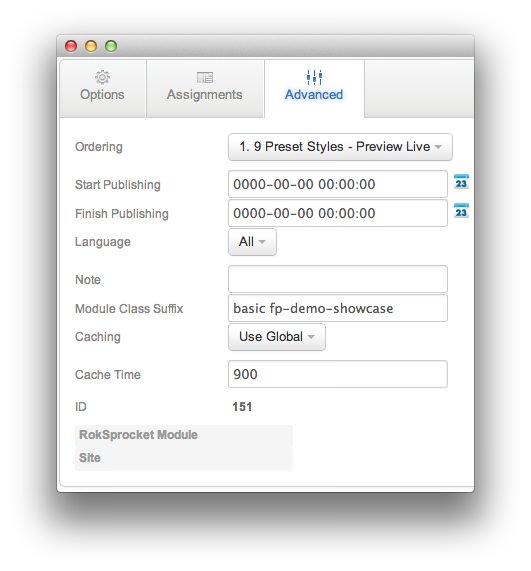 Options Assignments Advanced
Ordering 1. 9 Preset Styles - Preview Live
Start Publishing 0000-00-00 00:00:00 23
Finish Publishing 0000-00-00 00:00:00 23
Language All
Note
Module Class Suffix basic fp-demo-showcase
Caching Use Global
Cache Time 900
ID 151
RokSprocket Module
Site